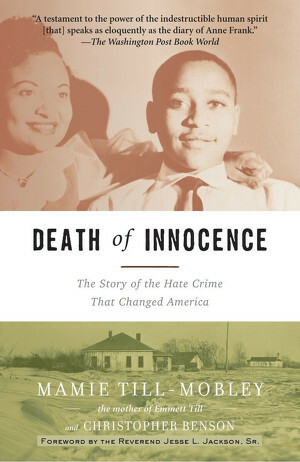 “A testament to the power of the indestructible human spirit
[that] speaks as eloquently as the diary of Anne Frank.”
—The Washington Post Book World
DEATH of INNOCENCE
The Story of the Hate Crime
That Changed America
MAMIE TILL-MOBLEY
the mother of Emmett Till
and CHRISTOPHER BENSON
FOREWORD BY THE REVEREND JESSE L. JACKSON, SR.